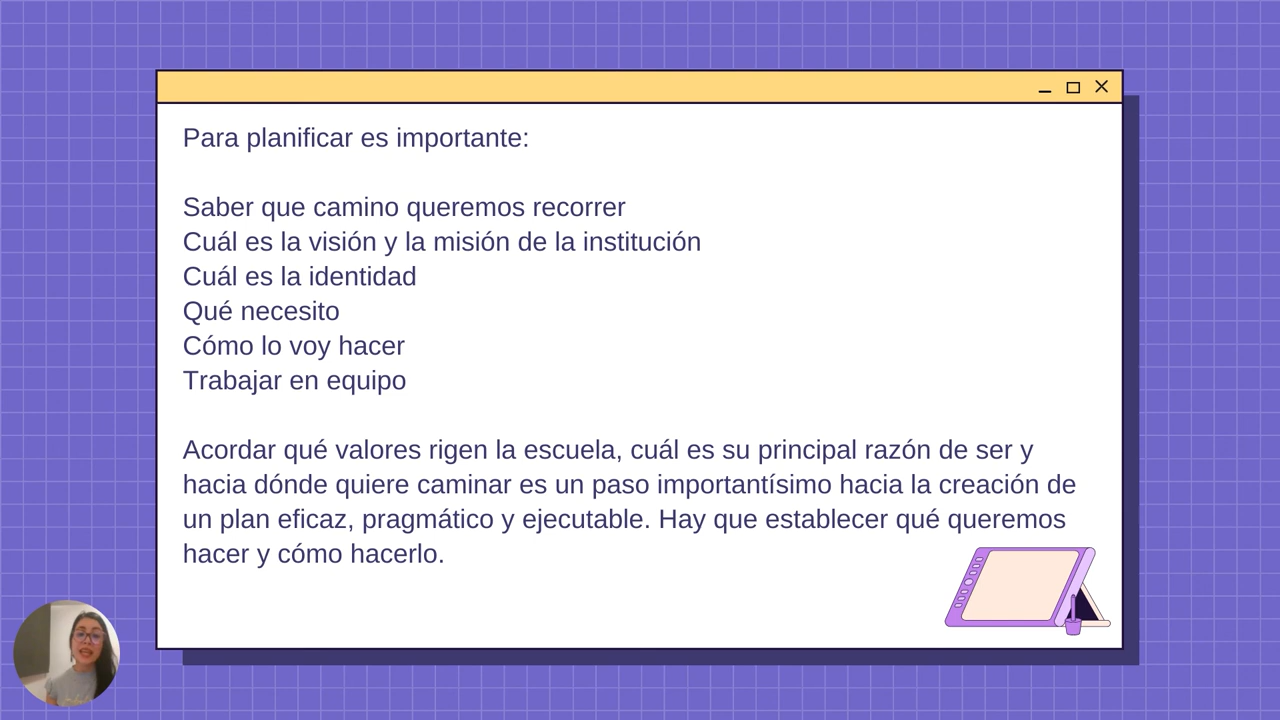 Para planificar es importante:
Saber que camino queremos recorrer
Cuál es la visión y la misión de la institución
Cuál es la identidad
Qué necesito
Cómo lo voy hacer
Trabajar en equipo
Acordar qué valores rigen la escuela, cuál es su principal razón de ser y
hacia dónde quiere caminar es un paso importantísimo hacia la creación de
un plan eficaz, pragmático y ejecutable. Hay que establecer qué queremos
hacer y cómo hacerlo.